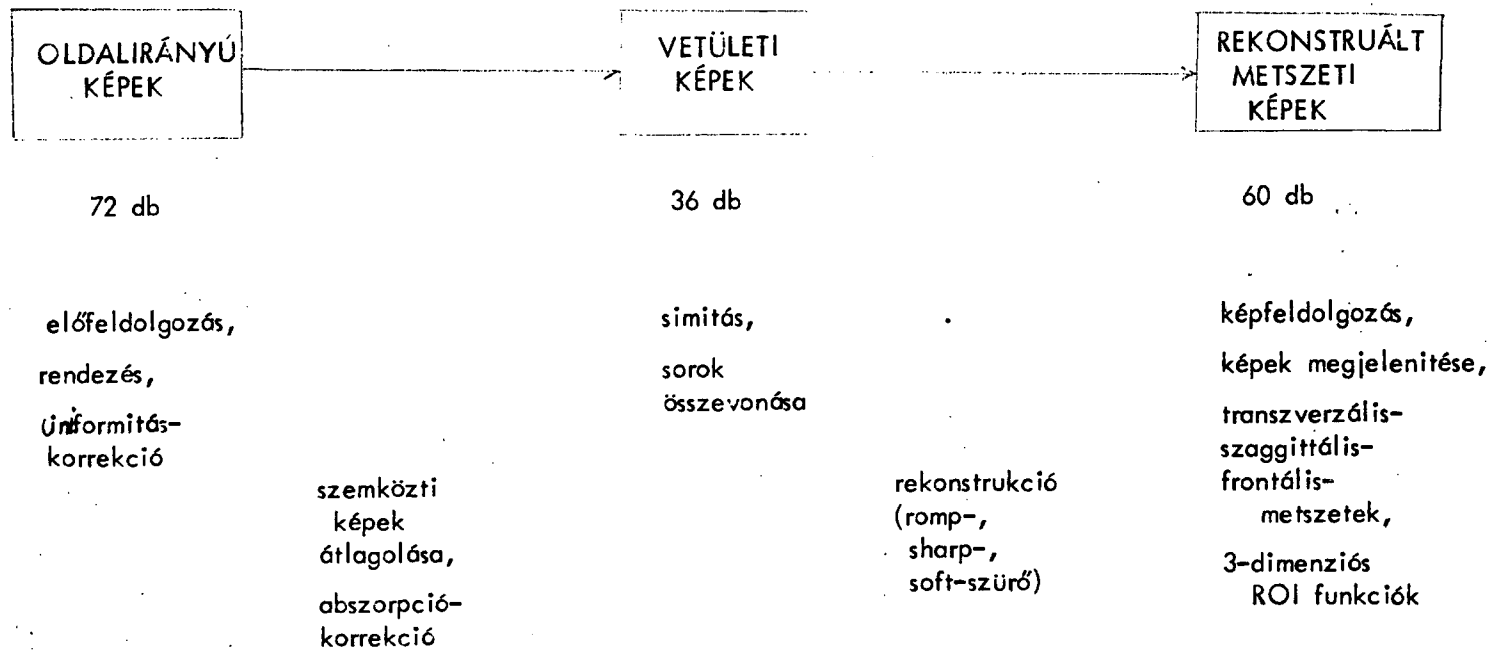 OLDALIRÁNYÚ
KÉPEK
VETÜLETI
KÉPEK
REKONSTRUÁLT
METSZETI
KÉPEK
72 db
36 db
60 db
előfeldolgozás,
rendezés,
uniformitás-
korrekció
szemközti
képek
átlagolása,
abszorpció-
korrekció
simitás,
sorok
összevonása
rekonstrukció
(romp-,
sharp-,
soft-szürő)
képfeldolgozás,
képek megjelenitése,
transzverzális-
szaggittális-
frontális-
metszetek,
3-dimenziós
ROI funkciók